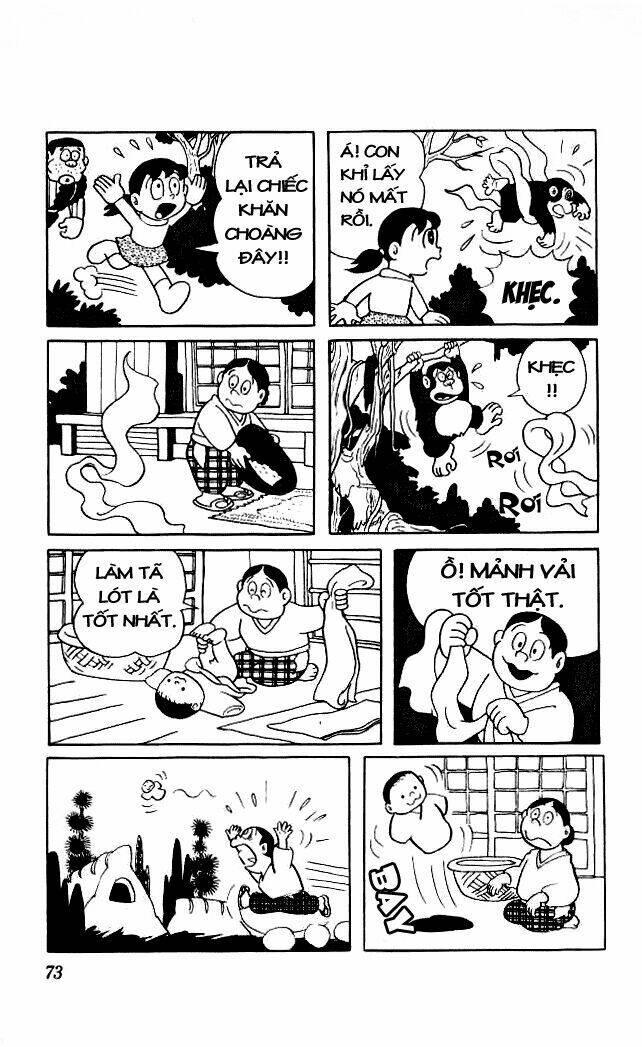 Á! CON
KHỈ LẤY
NÓ MẤT
RỒI.
KHẸC.
TRẢ
LẠI CHIẾC
KHĂN
CHOÀNG
ĐÂY!!
KHẸC
!!
RƠI
RƠI
Ồ! MẢNH VẢI
TỐT THẬT.
LÀM TÃ
LÓT LÀ
TỐT NHẤT.
BAY
73